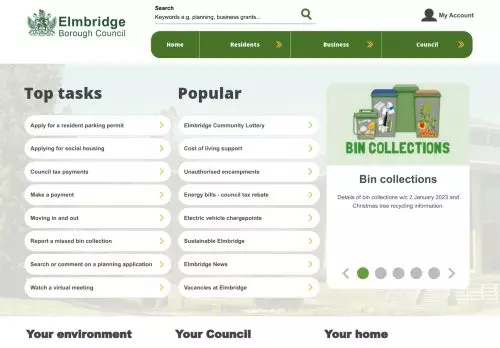 Elmbridge
Borough Council
Search
Keywords e.g. planning, business grants...
My Account
Home
Residents
Business
Council
Top tasks
Apply for a resident parking permit
Applying for social housing
Council tax payments
Make a payment
Moving in and out
Report a missed bin collection
Search or comment on a planning application
Watch a virtual meeting
Popular
Elmbridge Community Lottery
Cost of living support
Unauthorised encampments
Energy bills - council tax rebate
Electric vehicle chargepoints
Sustainable Elmbridge
Elmbridge News
Vacancies at Elmbridge
BIN COLLECTIONS
Bin collections
Details of bin collections w/c 2 January 2023 and
Christmas tree recycling information.
Your environment
Your Council
Your home